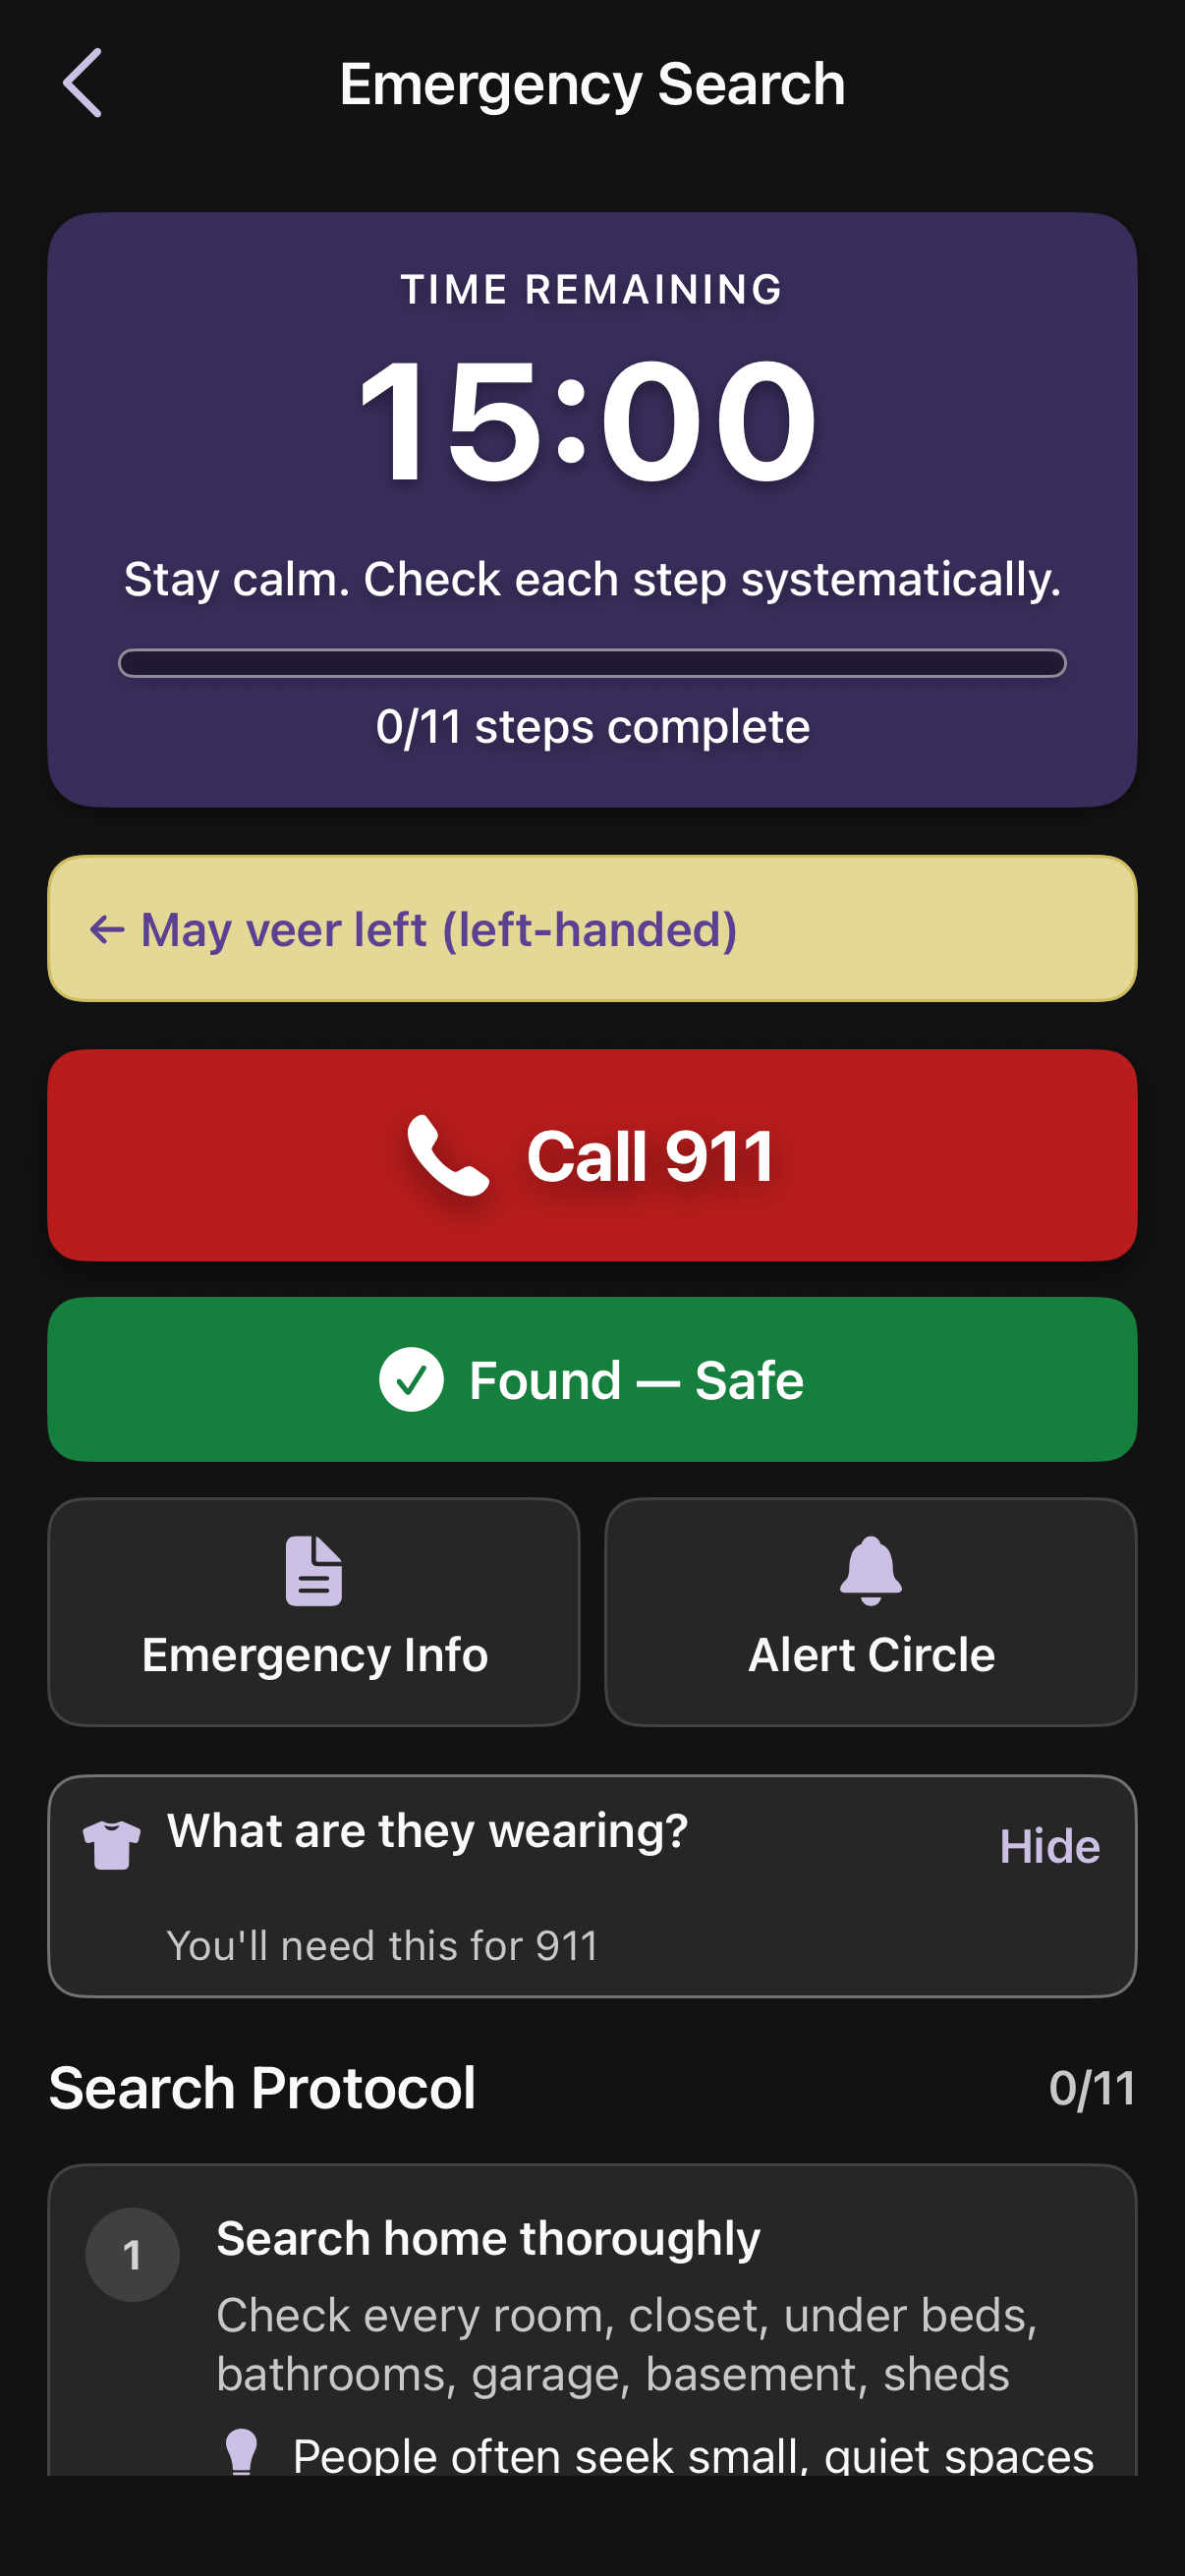 Emergency Search
TIME REMAINING
15:00
Stay calm. Check each step systematically.
0/11 steps complete
← May veer left (left-handed)
Call 911
Found — Safe
Emergency Info
Alert Circle
What are they wearing?
Hide
You'll need this for 911
Search Protocol
0/11
1
Search home thoroughly
Check every room, closet, under beds,
bathrooms, garage, basement, sheds
People often seek small, quiet spaces